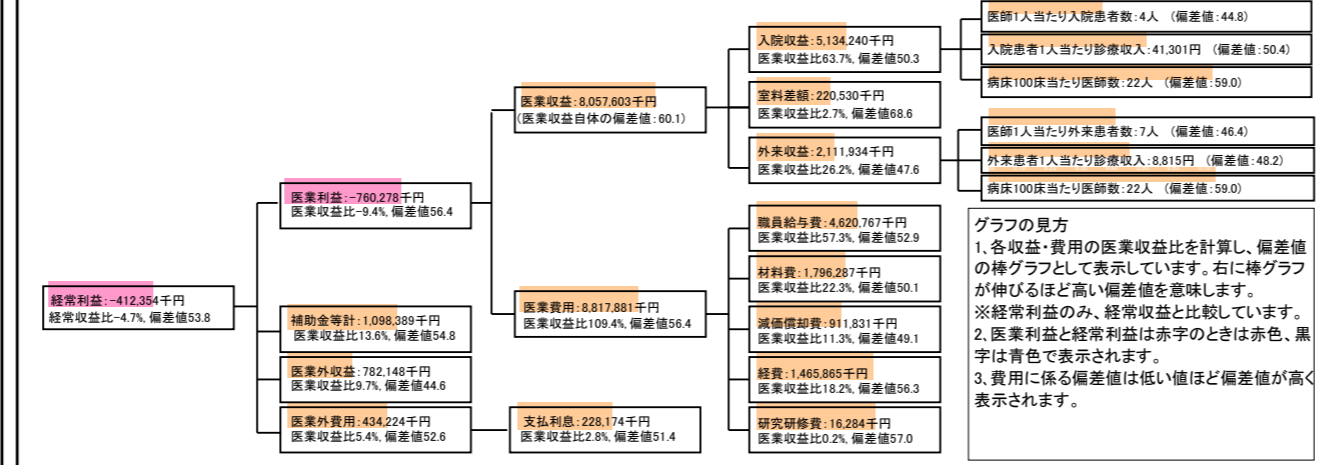 経常利益:-412,354千円
経常収比-4.7%, 偏差値53.8
医業利益:-760,278千円
医業収益比-9.4%, 偏差値56.4
補助金等計:1,098,389千円
医業収益比13.6%, 偏差値54.8
医業外収益:782,148千円
医業収益比9.7%, 偏差値44.6
医業外費用:434,224千円
医業収益比5.4%, 偏差値52.6
支払利息:228,174千円
医業収益比2.8%, 偏差値51.4
医業収益:8,057,603千円
(医業収益自体の偏差値:60.1)
医業費用:8,817,881千円
医業収益比109.4%, 偏差値56.4
入院収益:5,134,240千円
医業収益比63.7%, 偏差値50.3
室料差額:220,530千円
医業収益比2.7%, 偏差値68.6
外来収益:2,111,934千円
医業収益比26.2%, 偏差値47.6
職員給与費:4,620,767千円
医業収益比57.3%, 偏差値52.9
材料費:1,796,287千円
医業収益比22.3%, 偏差値50.1
減価償却費:911,831千円
医業収益比11.3%, 偏差値49.1
経費:1,465,865千円
医業収益比18.2%, 偏差値56.3
研究研修費:16,284千円
医業収益比0.2%, 偏差値57.0
医師1人当たり入院患者数:4人 (偏差値:44.8)
入院患者1人当たり診療収入:41,301円 (偏差値:50.4)
病床100床当たり医師数:22人 (偏差値:59.0)
医師1人当たり外来患者数:7人 (偏差値:46.4)
外来患者1人当たり診療収入:8,815円 (偏差値:48.2)
病床100床当たり医師数:22人 (偏差値:59.0)
グラフの見方
1、各収益・費用の医業収益比を計算し、偏差値
の棒グラフとして表示しています。右に棒グラフ
が伸びるほど高い偏差値を意味します。
※経常利益のみ、経常収益と比較しています。
2、医業利益と経常利益は赤字のときは赤色、黒
字は青色で表示されます。
3、費用に係る偏差値は低い値ほど偏差値が高く
表示されます。